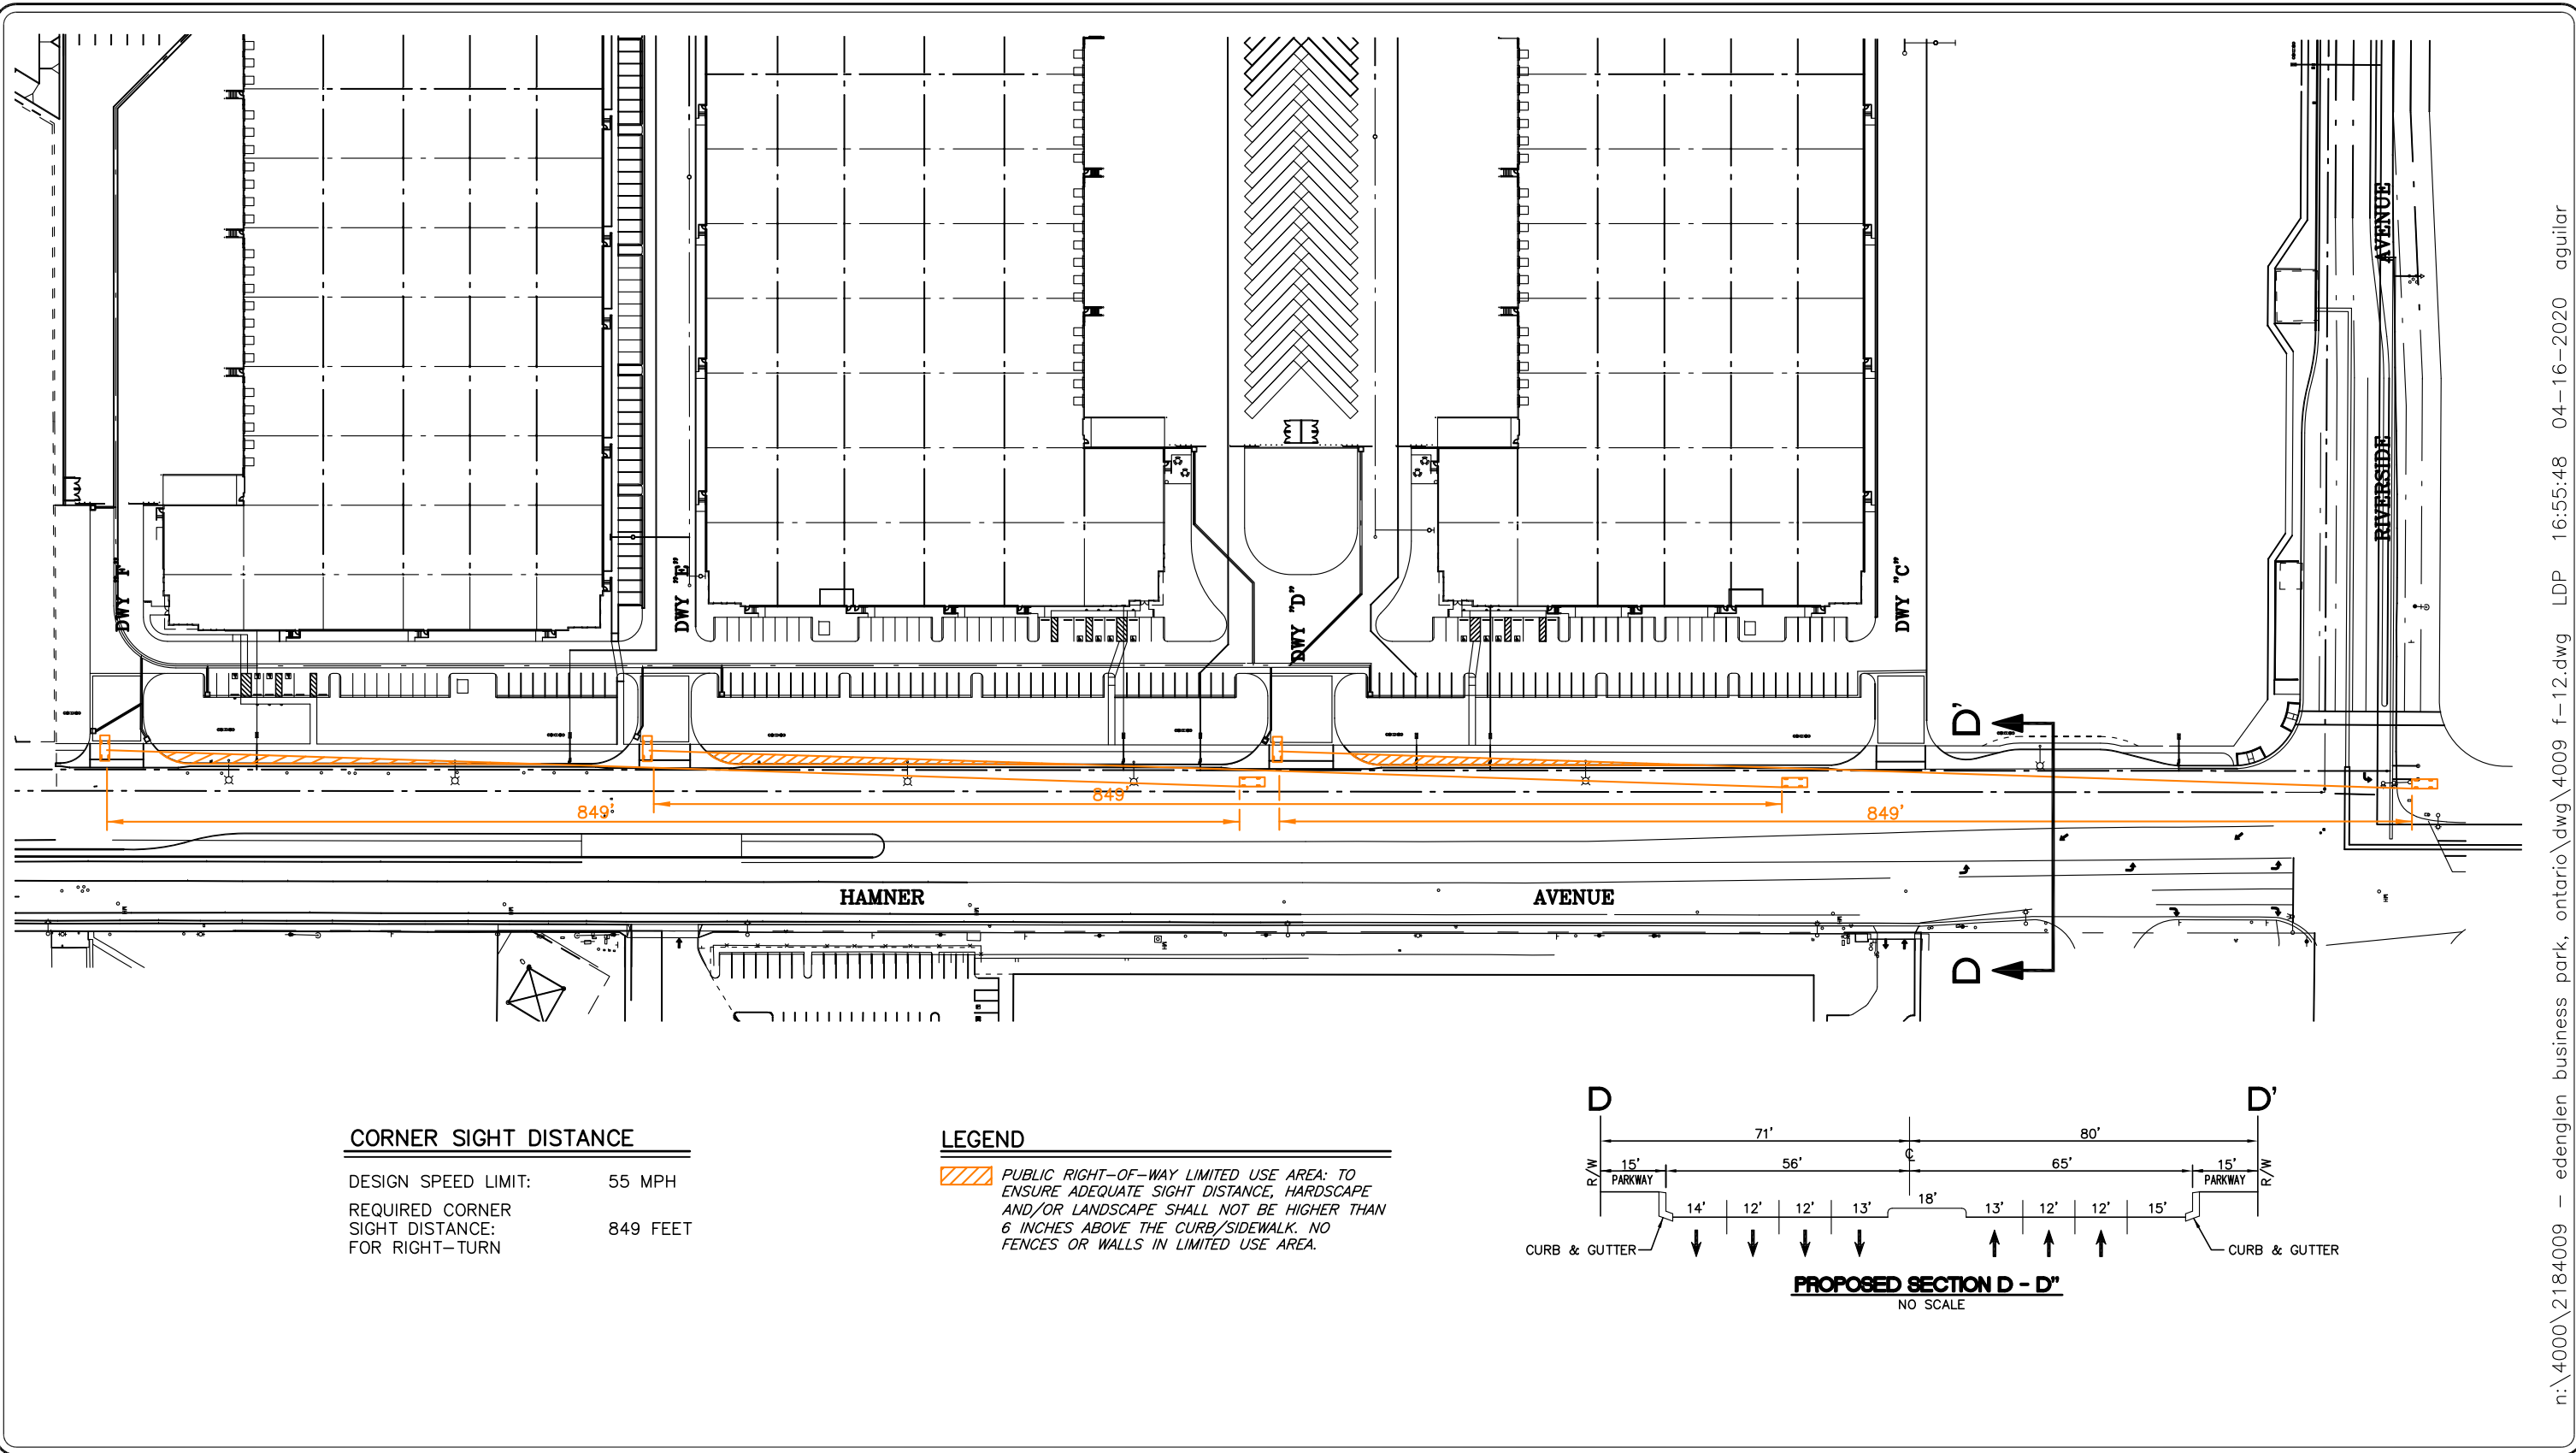 AVENUE
RIVERSIDE
DWY "F"
DWY "E"
DWY "D"
DWY "C"
D'
849'
849'
849'
HAMNER AVENUE
D
CORNER SIGHT DISTANCE
DESIGN SPEED LIMIT: 55 MPH
REQUIRED CORNER
SIGHT DISTANCE: 849 FEET
FOR RIGHT-TURN
LEGEND
PUBLIC RIGHT-OF-WAY LIMITED USE AREA: TO
ENSURE ADEQUATE SIGHT DISTANCE, HARDSCAPE
AND/OR LANDSCAPE SHALL NOT BE HIGHER THAN
6 INCHES ABOVE THE CURB/SIDEWALK. NO
FENCES OR WALLS IN LIMITED USE AREA.
D D'
71' 80'
R/W 15' 56' ℄ 65' 15' R/W
PARKWAY PARKWAY
14' 12' 12' 13' 18' 13' 12' 12' 15'
CURB & GUTTER CURB & GUTTER
PROPOSED SECTION D - D"
NO SCALE
n:\4000\2184009 - edenglen business park, ontario\dwg\4009 f-12.dwg LDP 16:55:48 04-16-2020 aguilar